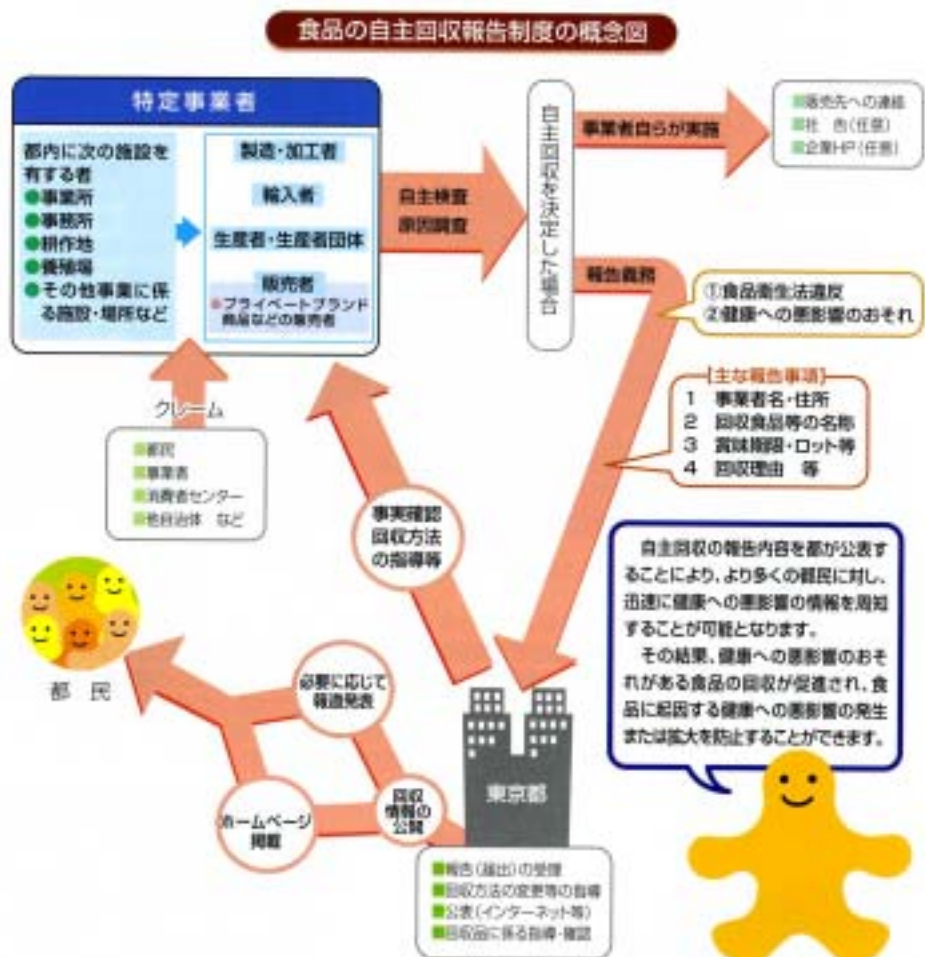 食品の自主回収報告制度の概念図
特定事業者
都内に次の施設を
有する者
●事業所
●事務所
●耕作地
●養殖場
●その他事業に係
る施設・場所など
製造・加工者
輸入者
生産者・生産者団体
販売者
※プライベートブランド
商品などの販売者
自主検査
原因調査
自主回収を決定した場合
事業者自らが実施
■販売先への連絡
■社 告(任意)
■企業HP(任意)
報告義務
①食品衛生法違反
②健康への悪影響のおそれ
【主な報告事項】
1 事業者名・住所
2 回収食品等の名称
3 賞味期限・ロット等
4 回収理由 等
クレーム
■都民
■事業者
■消費者センター
■他自治体 など
事実確認
回収方法
の指導等
自主回収の報告内容を都が公表す
ることにより、より多くの都民に対し、
迅速に健康への悪影響の情報を周知
することが可能となります。
その結果、健康への悪影響のおそ
れがある食品の回収が促進され、食
品に起因する健康への悪影響の発生
または拡大を防止することができます。
都 民
必要に応じて
報道発表
ホームページ
掲載
回収
情報の
公開
東京都
■報告(届出)の受理
■回収方法の変更等の指導
■公表(インターネット等)
■回収品に係る指導・確認